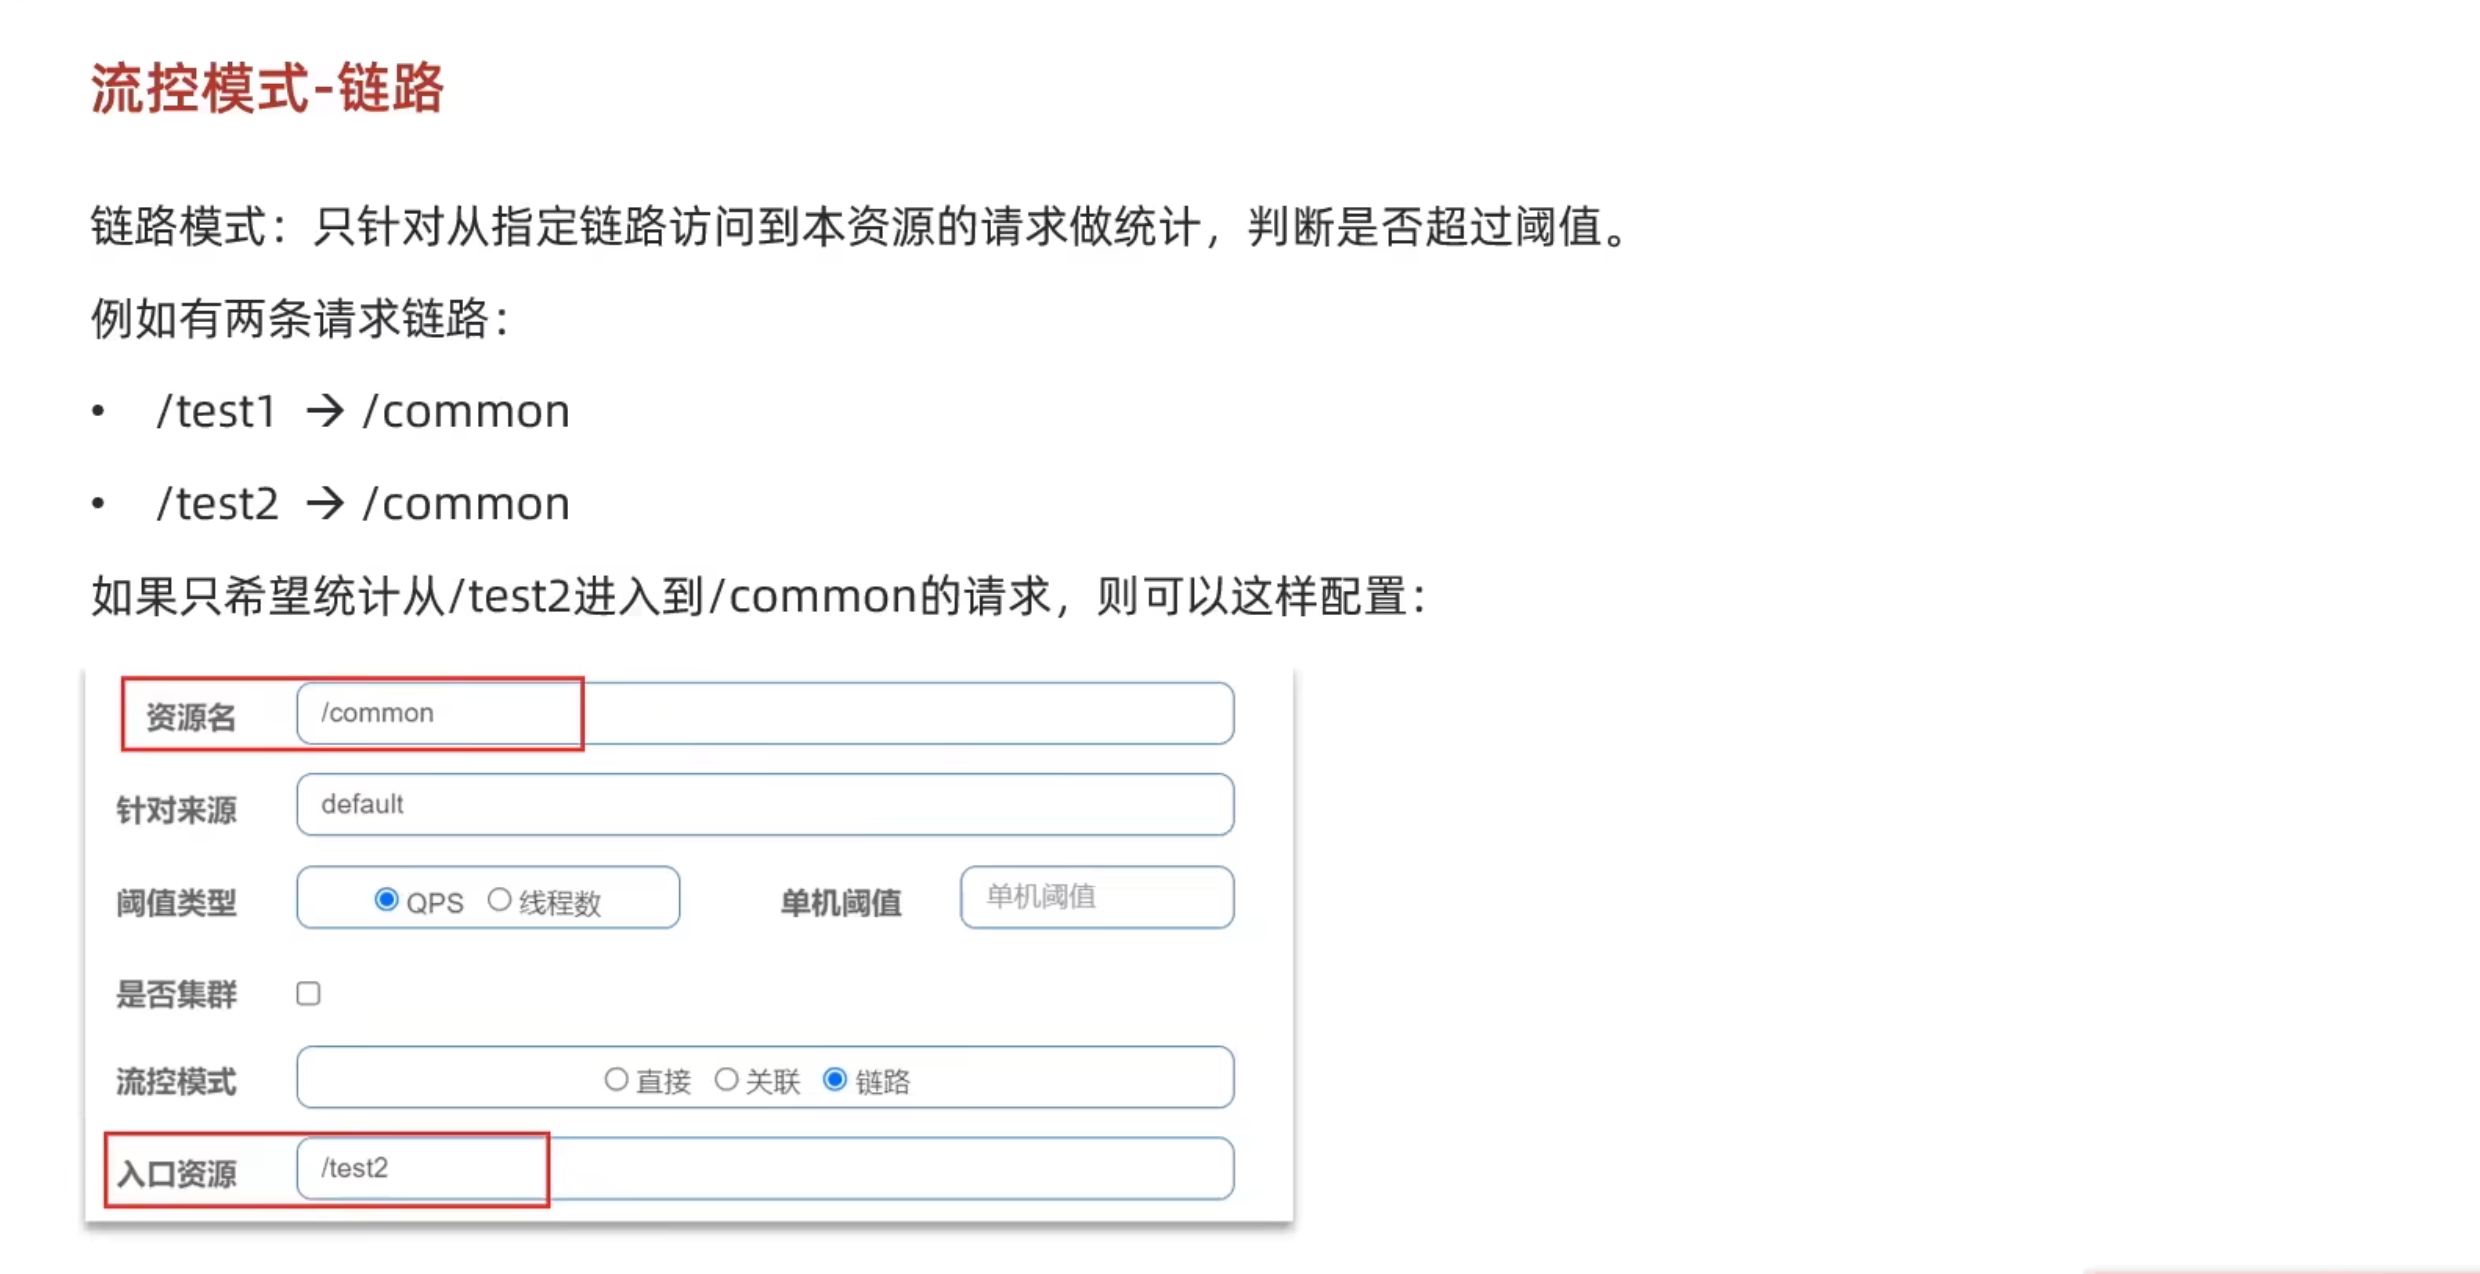 流控模式-链路
链路模式：只针对从指定链路访问到本资源的请求做统计，判断是否超过阈值。
例如有两条请求链路：
• /test1 → /common
• /test2 → /common
如果只希望统计从/test2进入到/common的请求，则可以这样配置：
资源名 /common
针对来源 default
阈值类型 QPS 线程数 单机阈值 单机阈值
是否集群
流控模式 直接 关联 链路
入口资源 /test2